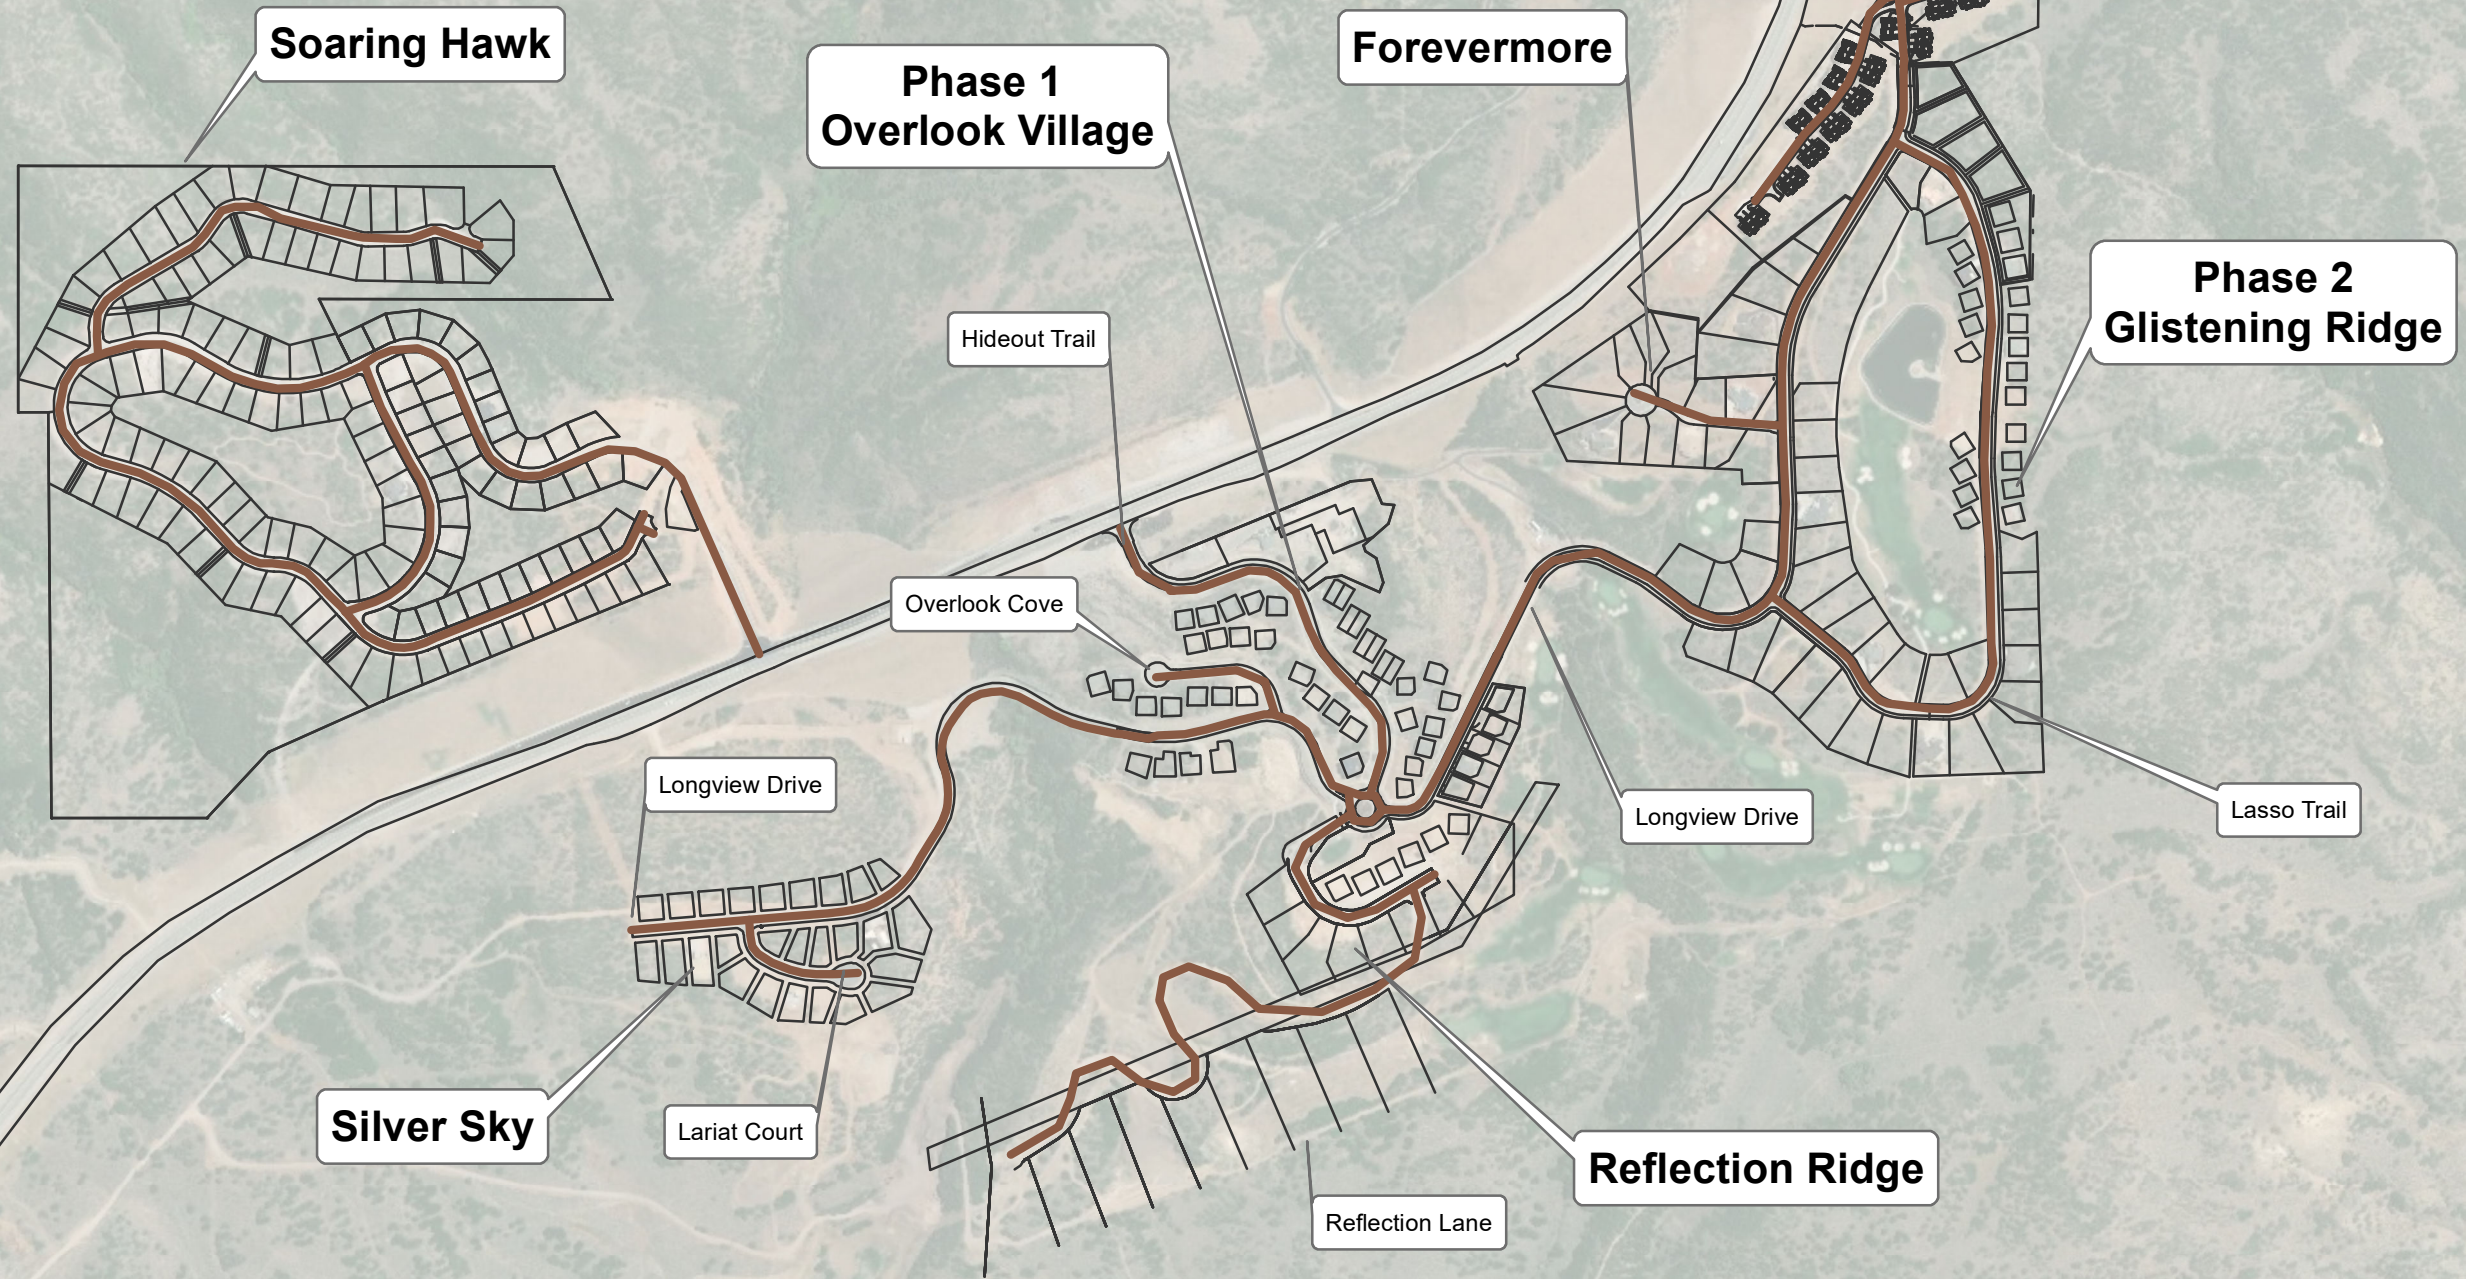 Soaring Hawk
Phase 1
Overlook Village
Forevermore
Phase 2
Glistening Ridge
Hideout Trail
Overlook Cove
Longview Drive
Longview Drive
Lasso Trail
Silver Sky
Lariat Court
Reflection Ridge
Reflection Lane